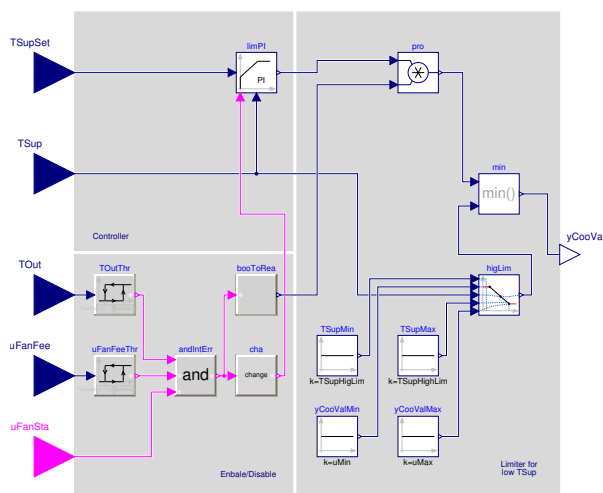 TSupSet
limPI
PI
pro
TSup
min
min()
yCooVa
Controller
TOut
TOutThr
booToRea
higLim
TSupMin
k=TSupHigLim
TSupMax
k=TSupHighLim
uFanFee
uFanFeeThr
andIntErr
and
cha
change
yCooValMin
k=uMin
yCooValMax
k=uMax
uFanSta
Enbale/Disable
Limiter for
low TSup